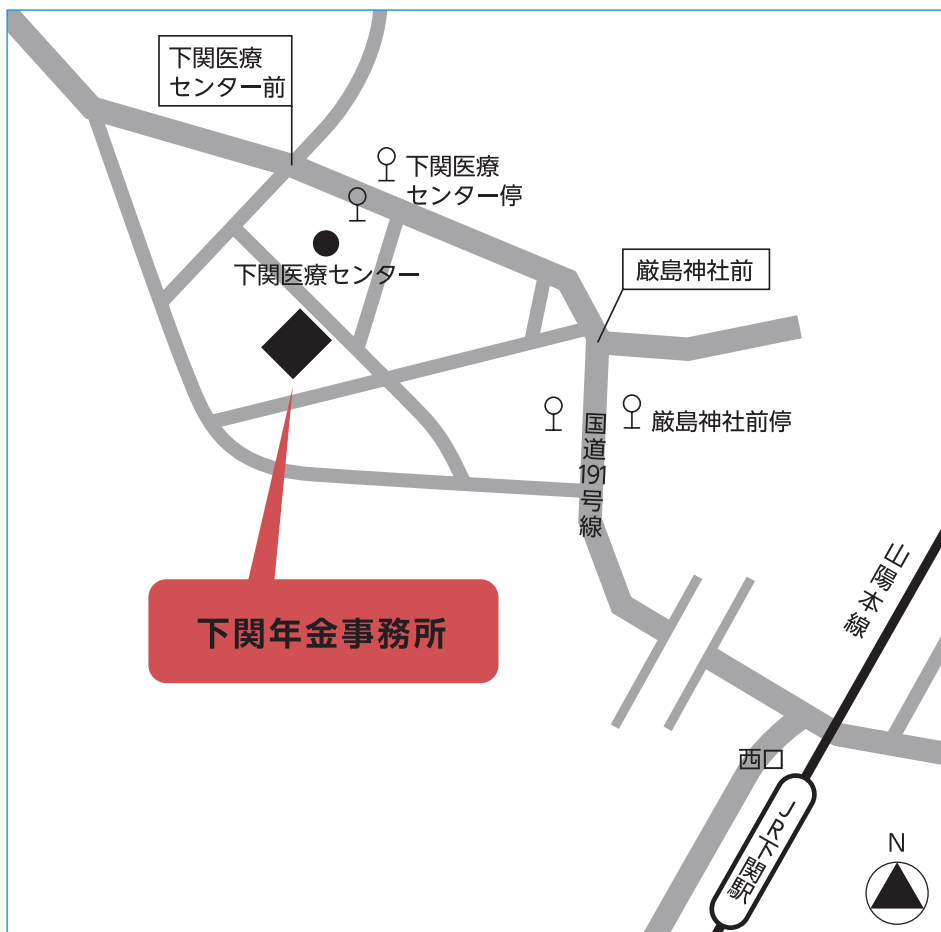 下関医療
センター前
下関医療
センター停
下関医療センター
厳島神社前
厳島神社前停
国道191号線
下関年金事務所
山陽本線
西口
JR下関駅
N